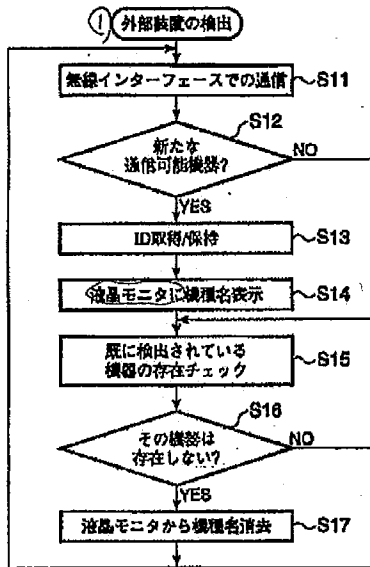 ①
外部装置の検出
無線インターフェースでの通信
S11
S12
新たな
通信可能機器?
NO
YES
ID取得/保持
S13
液晶モニタに機種名表示
S14
既に検出されている
機器の存在チェック
S15
S16
その機器は
存在しない?
NO
YES
液晶モニタから機種名消去
S17